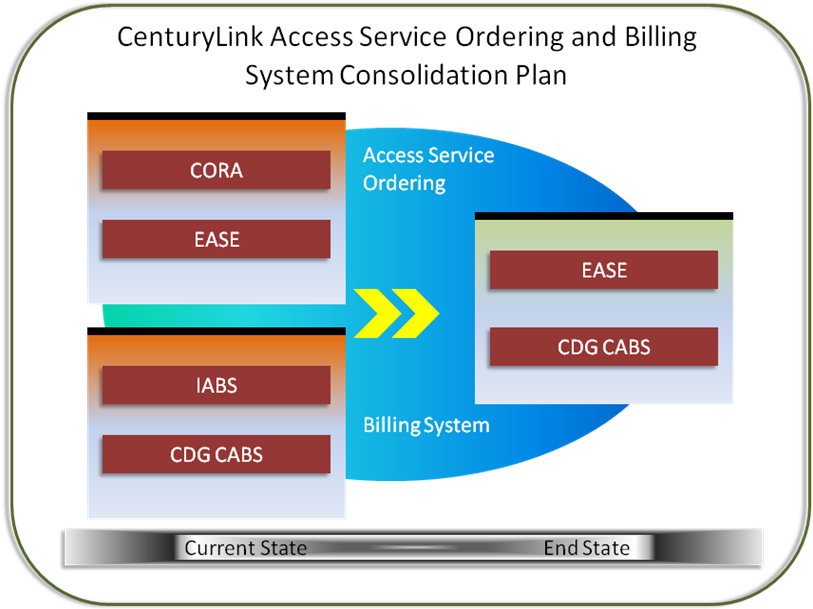 CenturyLink Access Service Ordering and Billing
System Consolidation Plan
CORA
EASE
Access Service
Ordering
EASE
CDG CABS
IABS
CDG CABS
Billing System
Current State
End State